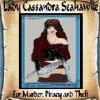 Lady Cassandra Seahawke
For Murder, Piracy and Theft